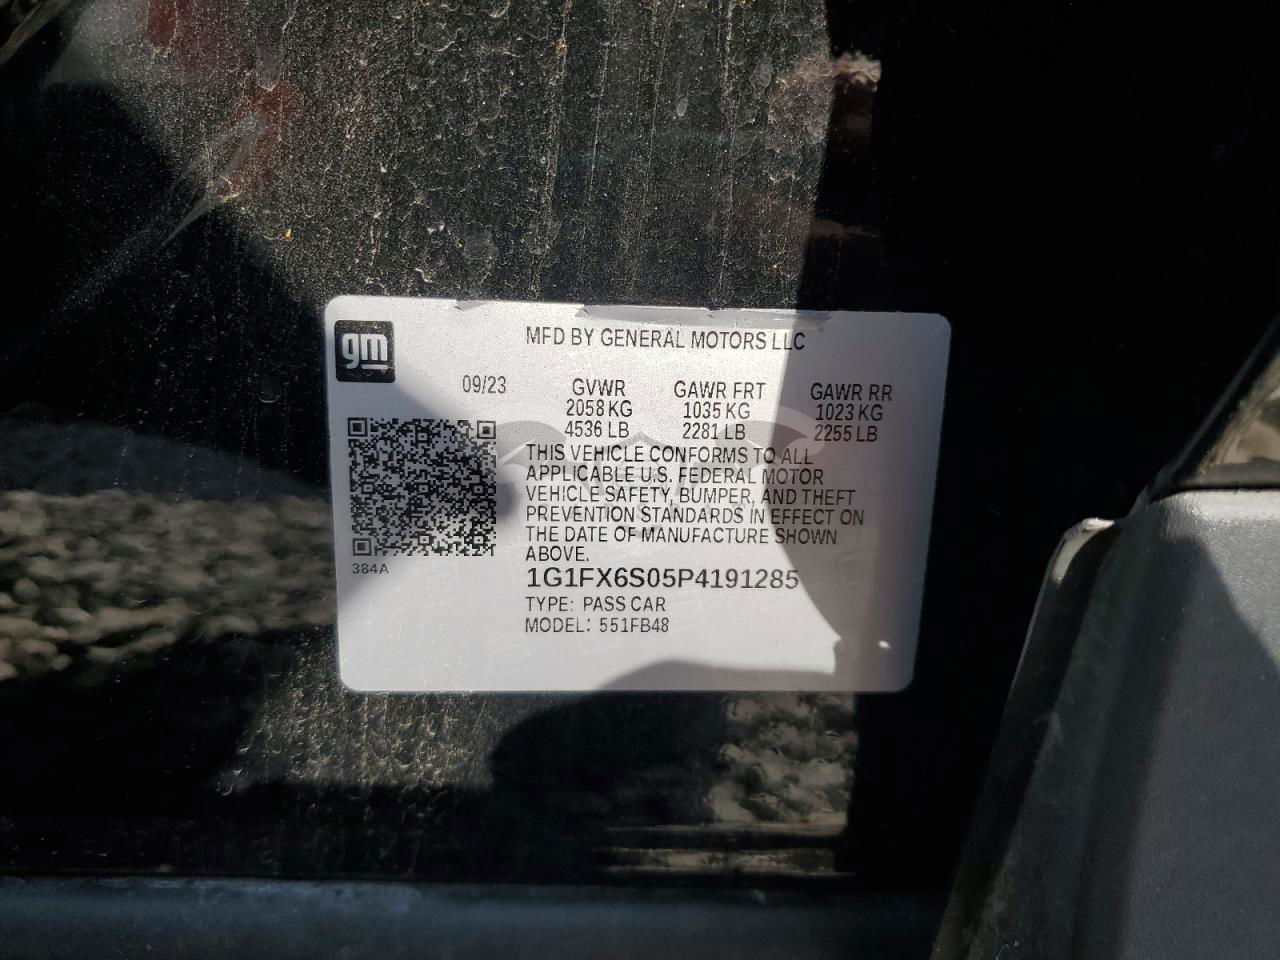 gm
MFD BY GENERAL MOTORS LLC
09/23 GVWR GAWR FRT GAWR RR
2058 KG 1035 KG 1023 KG
4536 LB 2281 LB 2255 LB
THIS VEHICLE CONFORMS TO ALL
APPLICABLE U.S. FEDERAL MOTOR
VEHICLE SAFETY, BUMPER, AND THEFT
PREVENTION STANDARDS IN EFFECT ON
THE DATE OF MANUFACTURE SHOWN
ABOVE.
384A
1G1FX6S05P4191285
TYPE: PASS CAR
MODEL: 551FB48